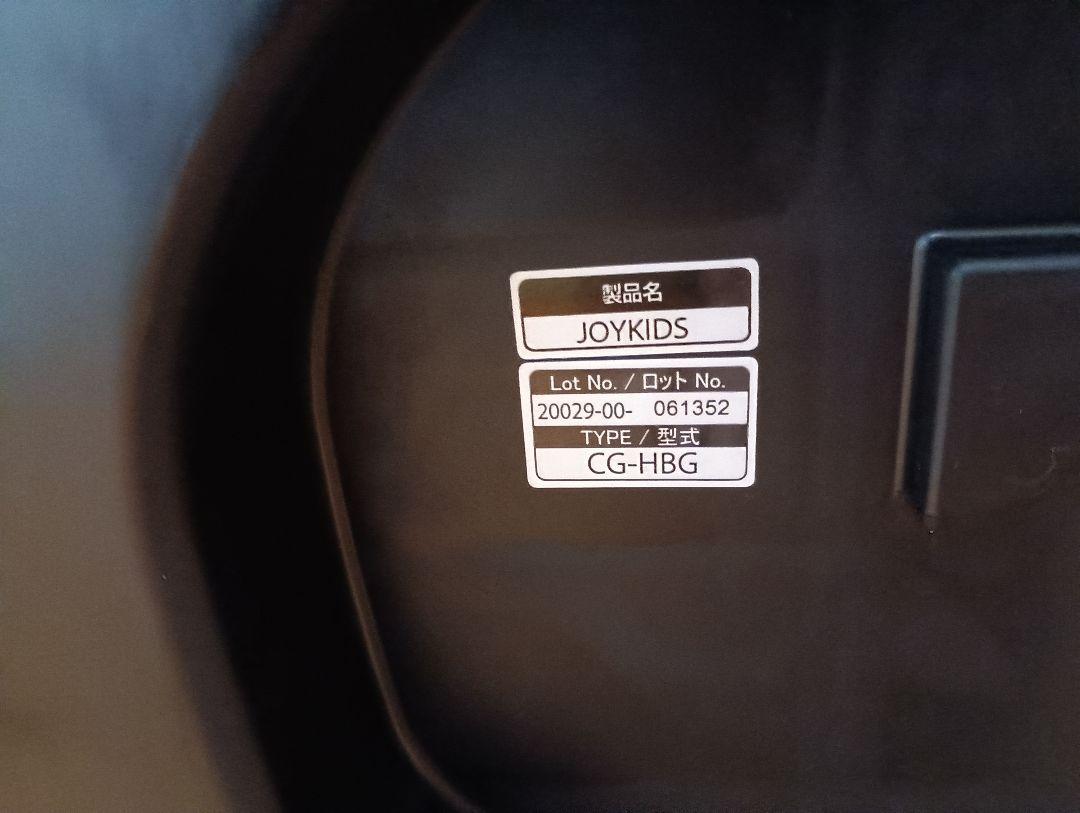 製品名
JOYKIDS
Lot No. / ロット No.
20029-00- 061352
TYPE / 型式
CG-HBG